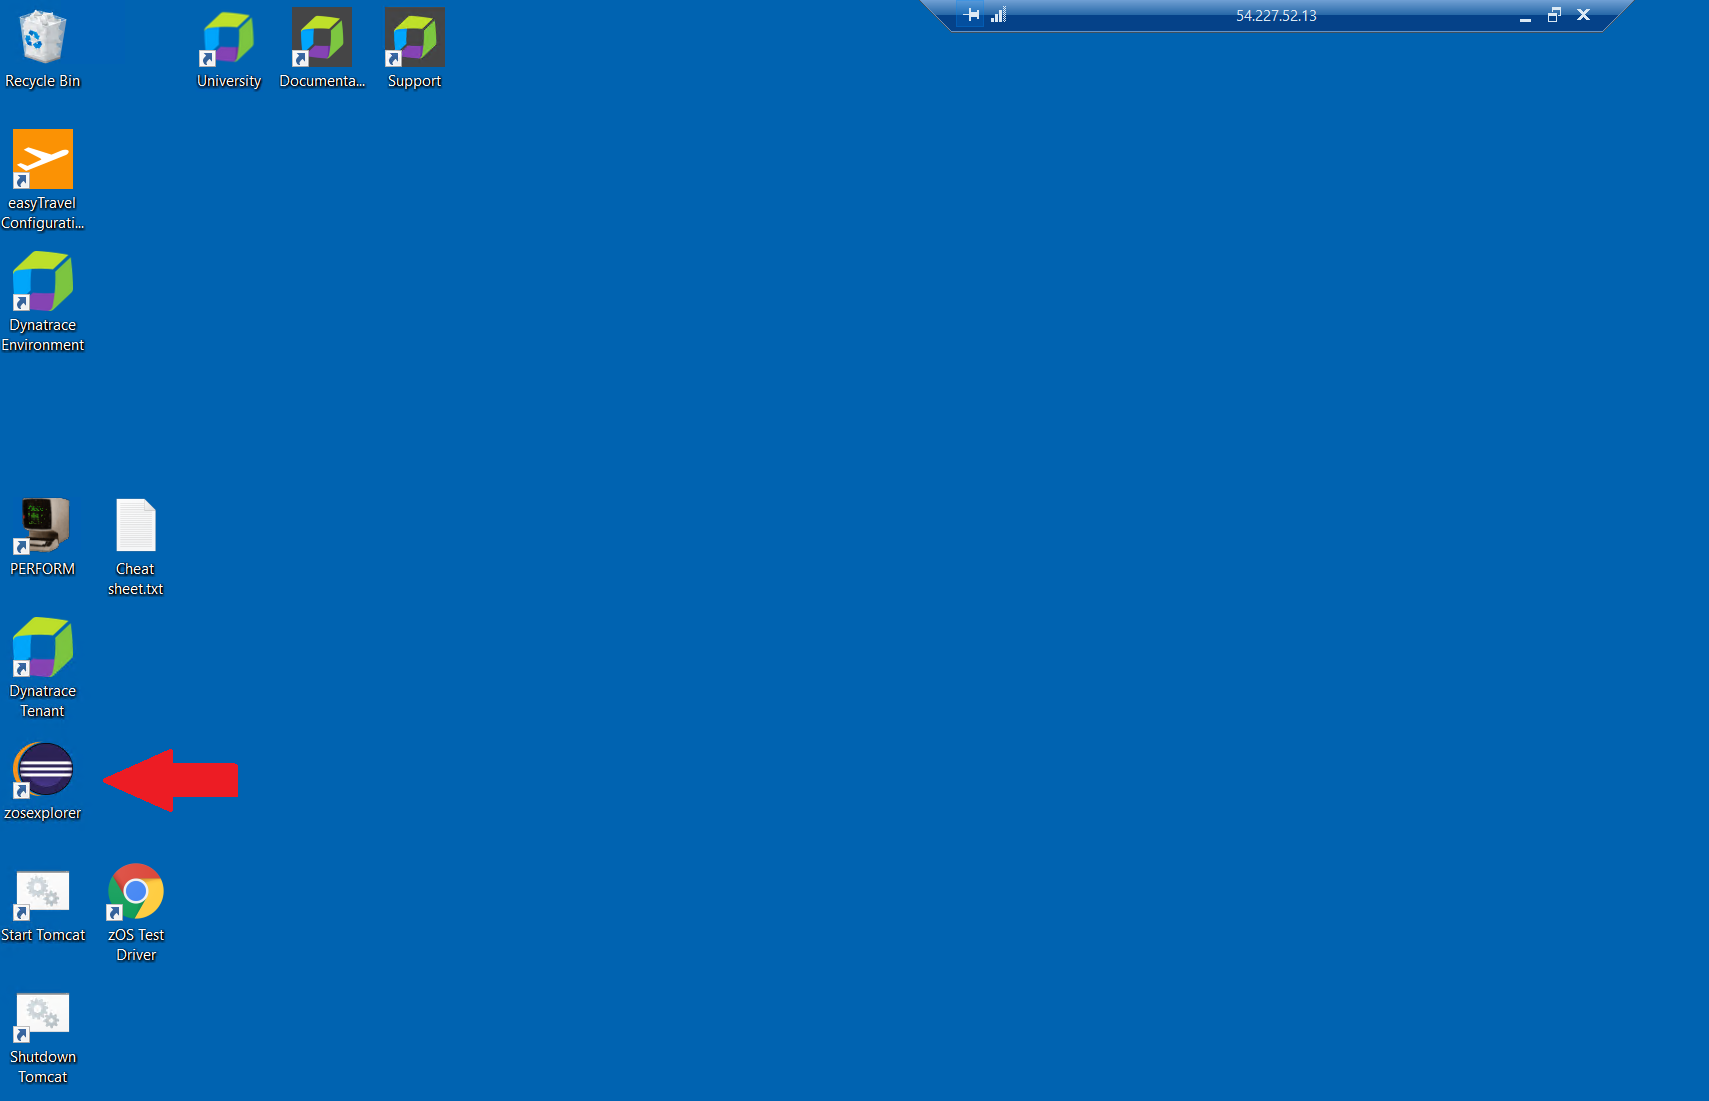 54.227.52.13
Recycle Bin
University
Documenta...
Support
easyTravel
Configurati...
Dynatrace
Environment
PERFORM
Cheat
sheet.txt
Dynatrace
Tenant
zosexplorer
Start Tomcat
zOS Test
Driver
Shutdown
Tomcat